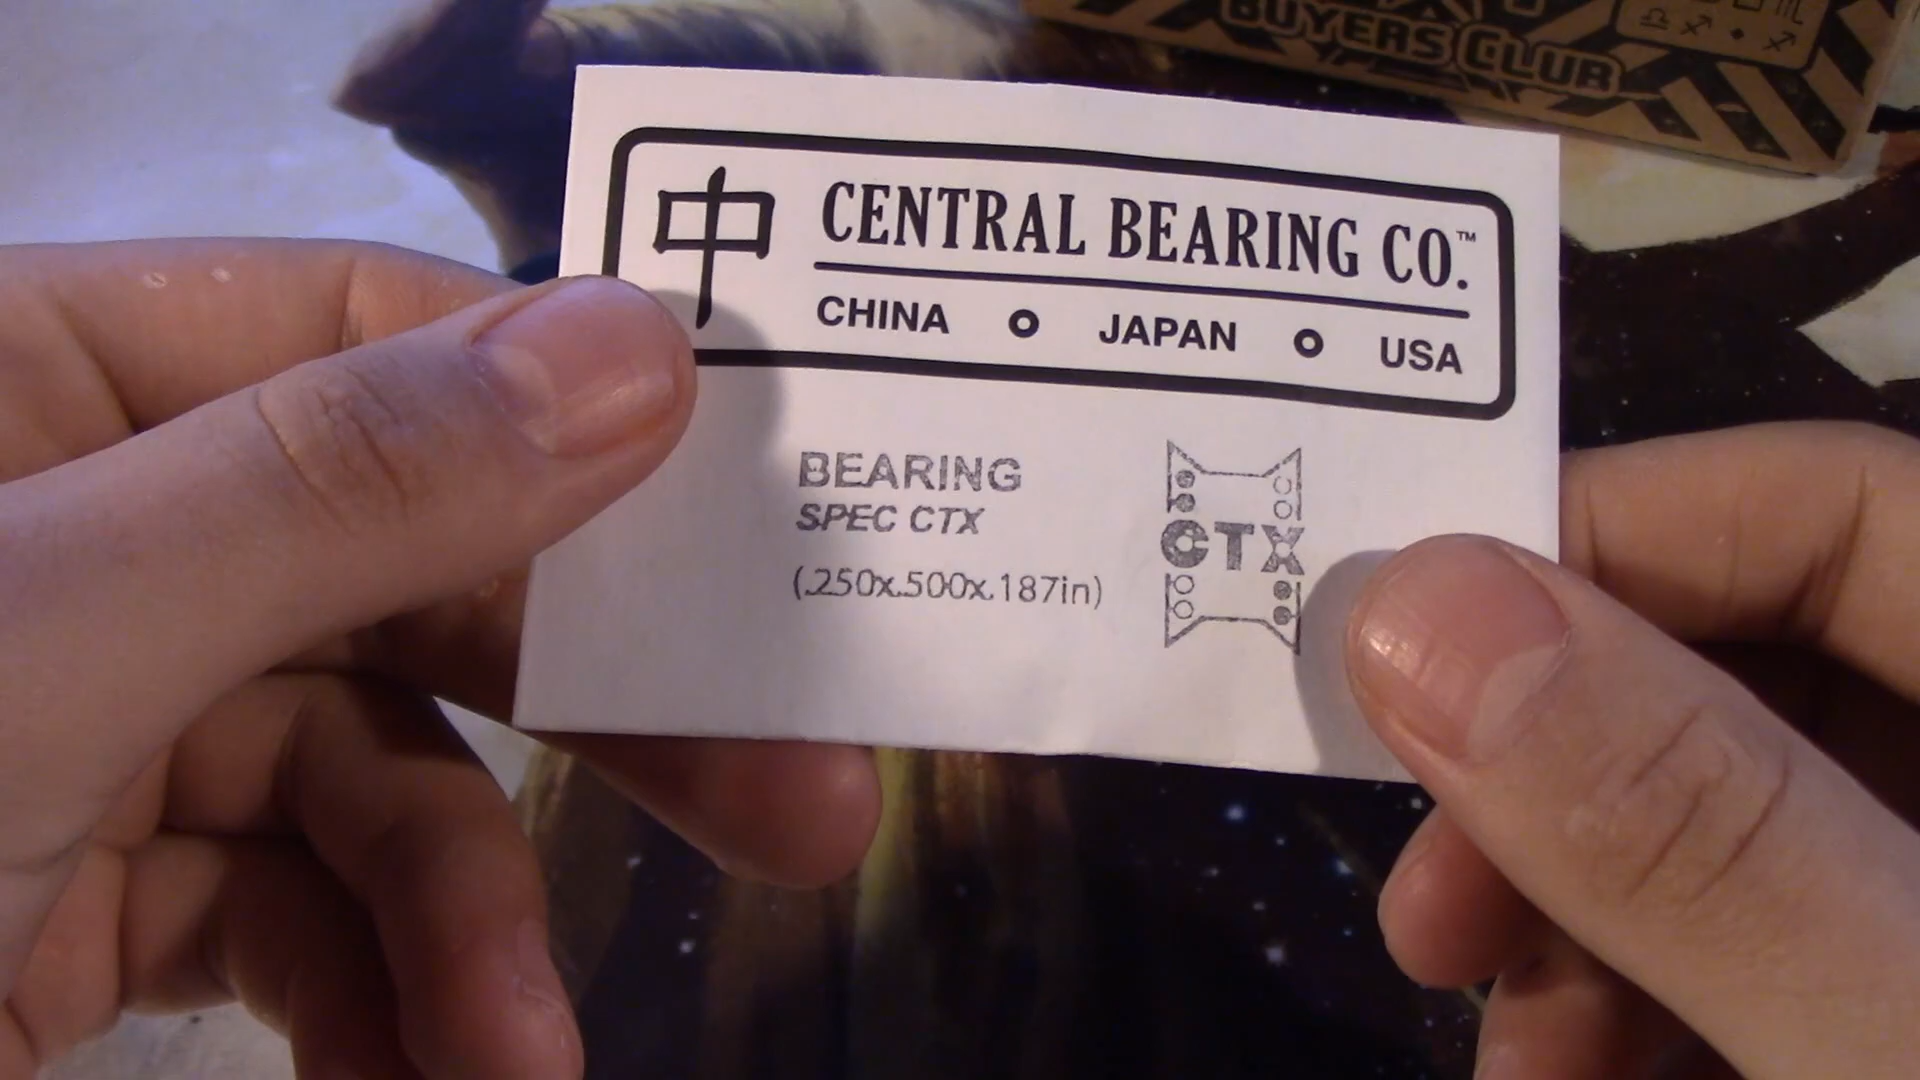 BUYERS CLUB
中
CENTRAL BEARING CO.™
CHINA JAPAN USA
BEARING
SPEC CTX
(.250x.500x.187in)
CTX